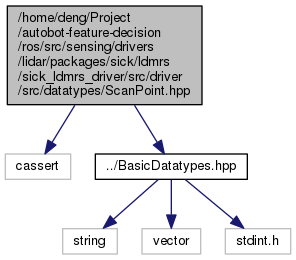 /home/deng/Project
/autobot-feature-decision
/ros/src/sensing/drivers
/lidar/packages/sick/ldmrs
/sick_ldmrs_driver/src/driver
/src/datatypes/ScanPoint.hpp
cassert
../BasicDatatypes.hpp
string
vector
stdint.h